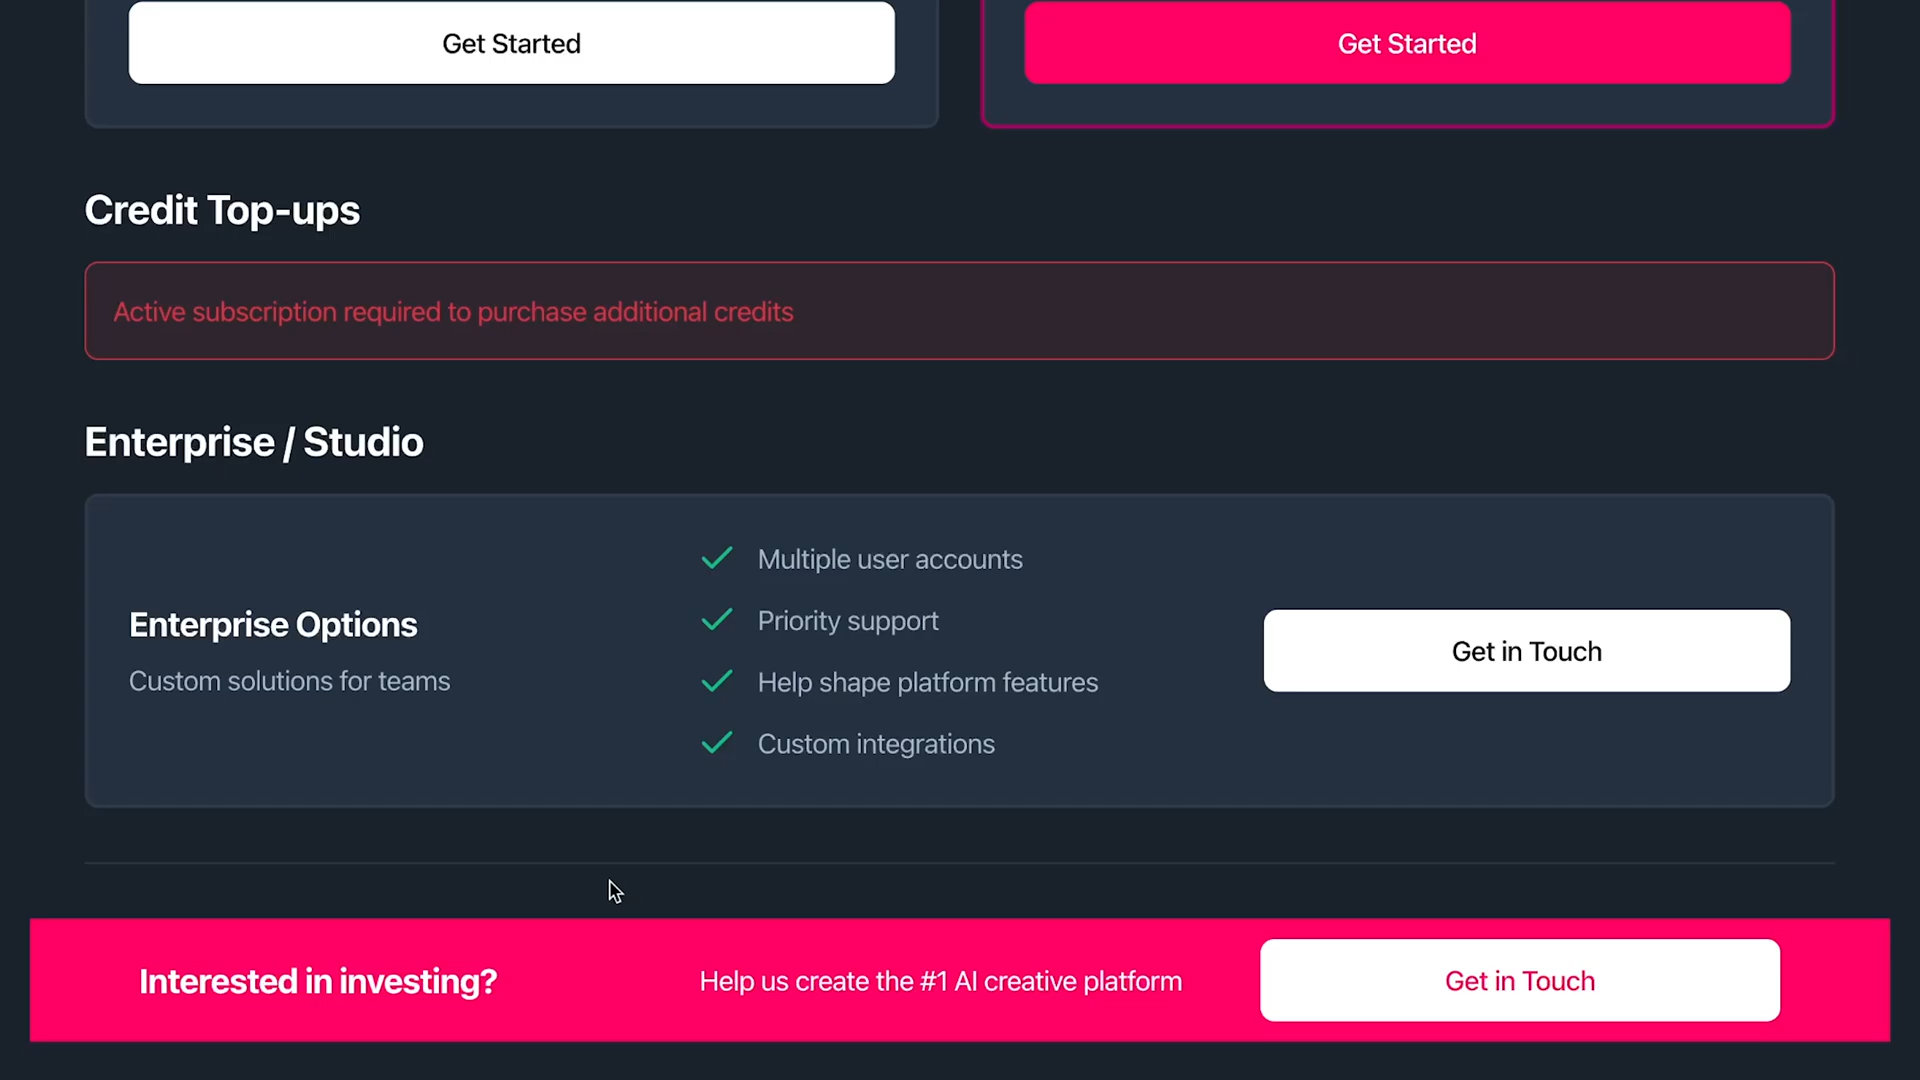 Get Started
Get Started
Credit Top-ups
Active subscription required to purchase additional credits
Enterprise / Studio
Enterprise Options
Custom solutions for teams
Multiple user accounts
Priority support
Help shape platform features
Custom integrations
Get in Touch
Interested in investing?
Help us create the #1 AI creative platform
Get in Touch